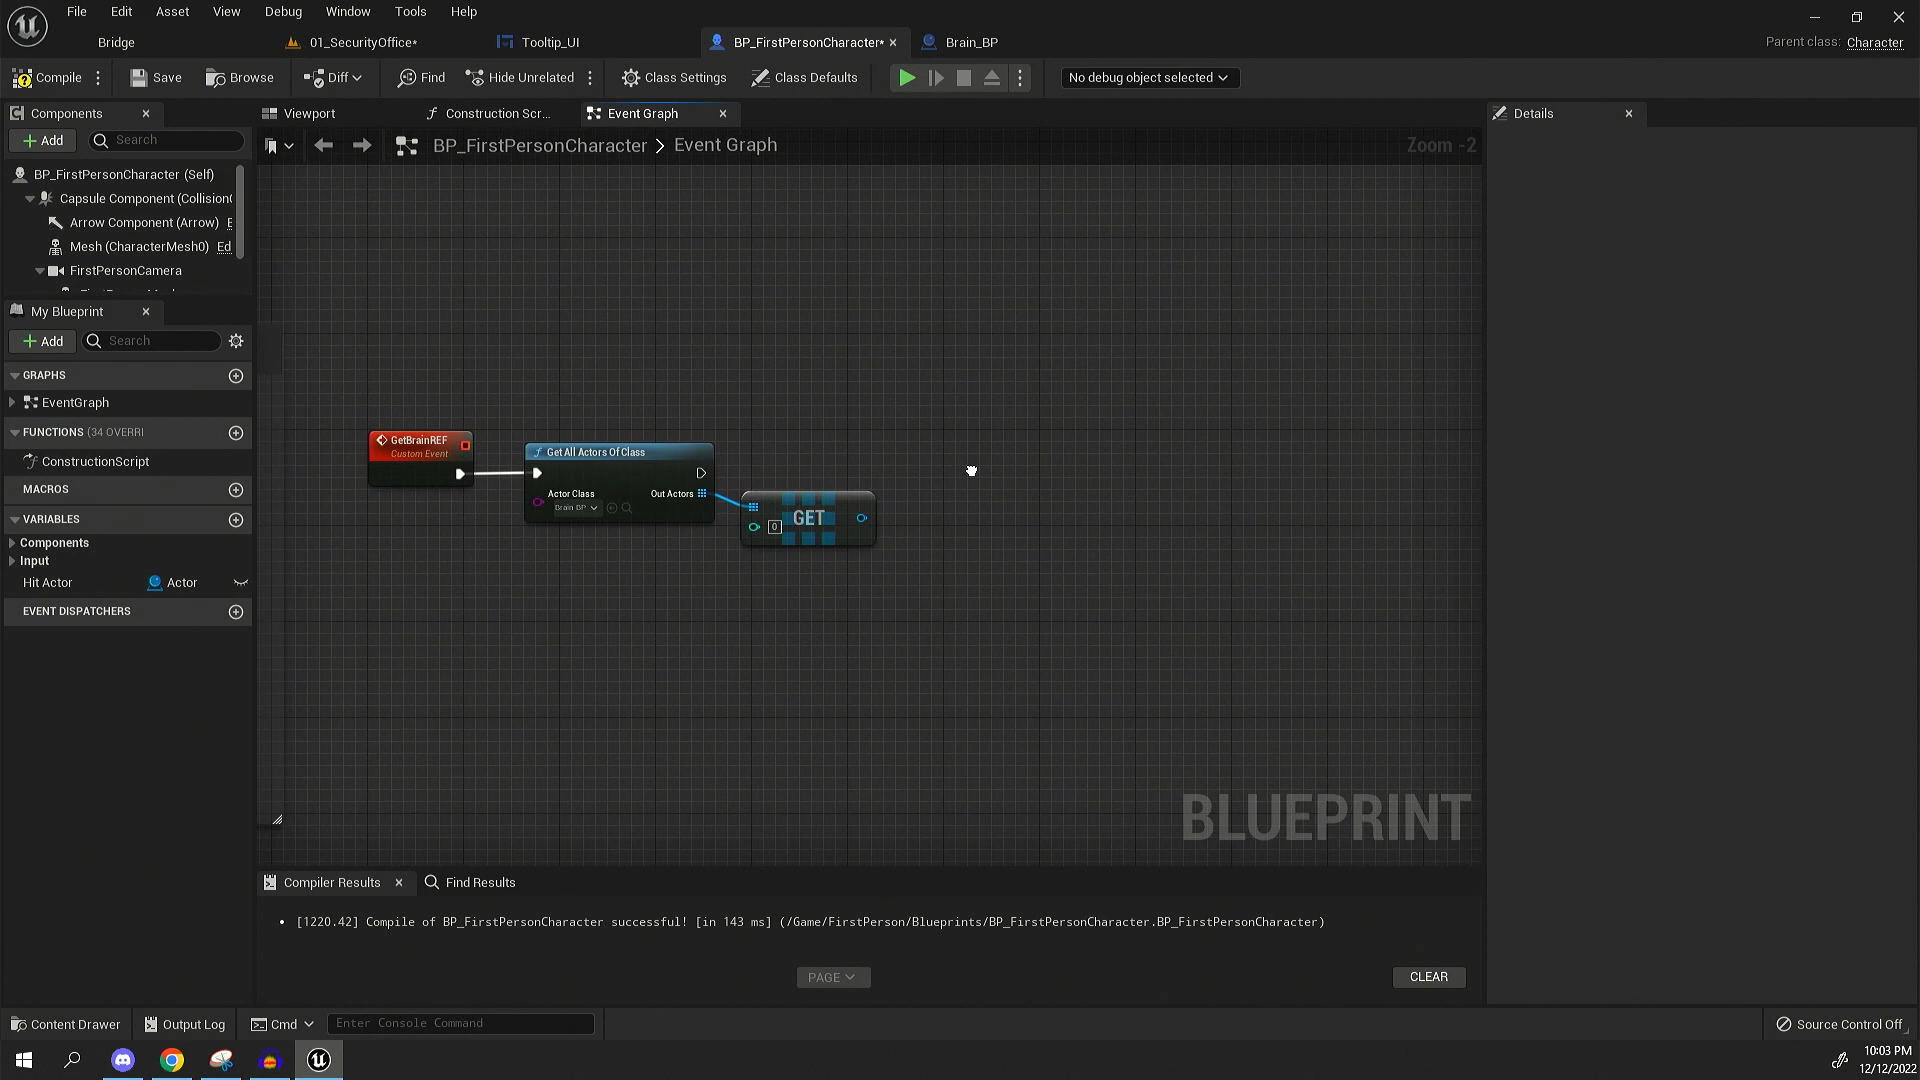 File Edit Asset View Debug Window Tools Help
Bridge 01_SecurityOffice* Tooltip_UI BP_FirstPersonCharacter* Brain_BP Parent class: Character
Compile Save Browse Diff Find Hide Unrelated Class Settings Class Defaults No debug object selected
Components Viewport Construction Scr... Event Graph Details
Add Search BP_FirstPersonCharacter > Event Graph Zoom -2
BP_FirstPersonCharacter (Self)
Capsule Component (Collision
Arrow Component (Arrow) E
Mesh (CharacterMesh0) Ed
FirstPersonCamera
My Blueprint
Add Search
GRAPHS
EventGraph
FUNCTIONS (34 OVERRI
ConstructionScript
MACROS
VARIABLES
Components
Input
Hit Actor Actor
EVENT DISPATCHERS
GetBrainREF
Custom Event
Get All Actors Of Class
Actor Class Out Actors
Brain BP
GET
0
BLUEPRINT
Compiler Results Find Results
• [1220.42] Compile of BP_FirstPersonCharacter successful! [in 143 ms] (/Game/FirstPerson/Blueprints/BP_FirstPersonCharacter.BP_FirstPersonCharacter)
PAGE CLEAR
Content Drawer Output Log Cmd Enter Console Command Source Control Off
10:03 PM
12/12/2022